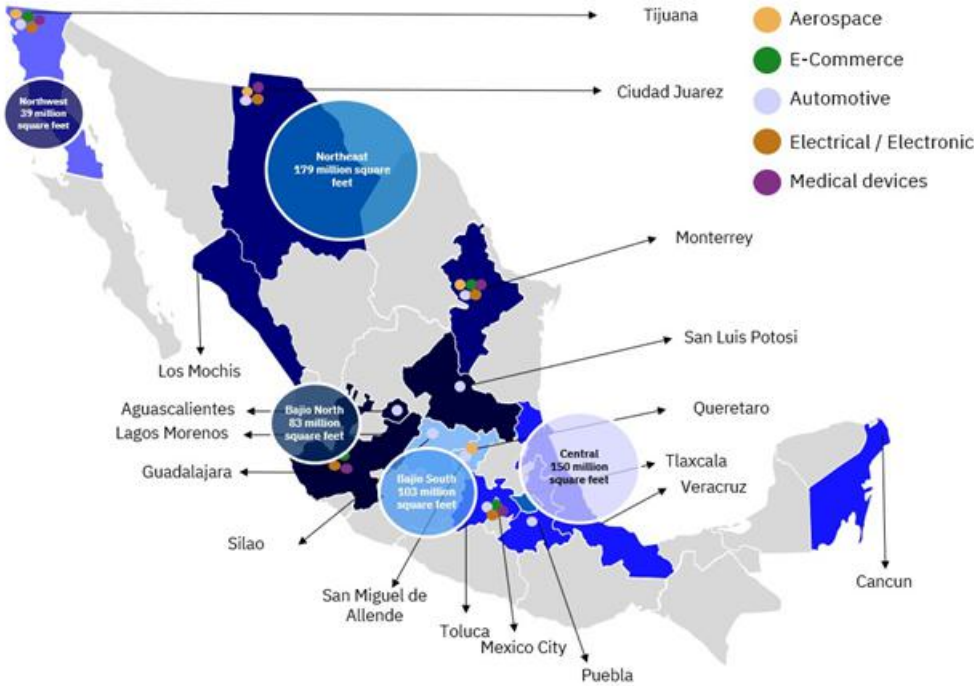 Tijuana
Aerospace
E-Commerce
Automotive
Electrical / Electronic
Medical devices
Northwest
39 million
square feet
Ciudad Juarez
Northeast
179 million square
feet
Monterrey
San Luis Potosi
Los Mochis
Aguascalientes
Lagos Morenos
Guadalajara
Bajio North
83 million
square feet
Queretaro
Central
150 million
square feet
Tlaxcala
Veracruz
Bajio South
103 million
square feet
Silao
San Miguel de
Allende
Toluca
Mexico City
Puebla
Cancun